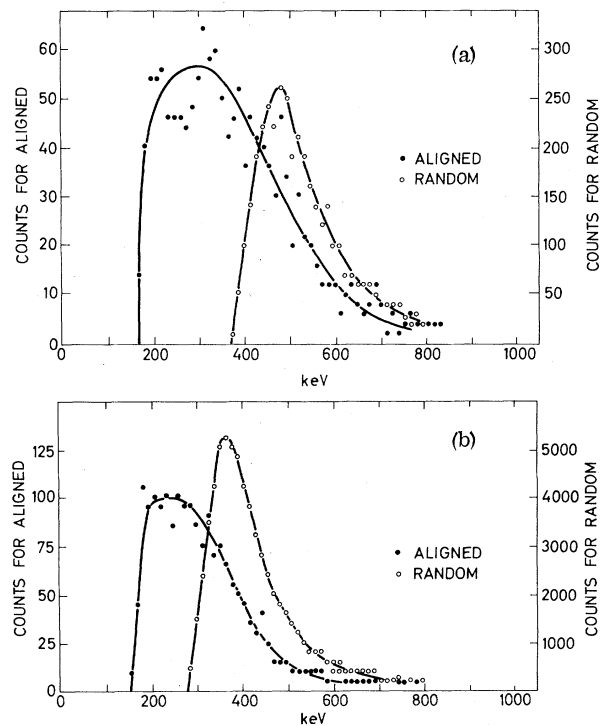 (a)
COUNTS FOR ALIGNED
60
50
40
30
20
10
0
300
250
200
150
100
50
COUNTS FOR RANDOM
● ALIGNED
○ RANDOM
0 200 400 600 800 1000
keV
(b)
COUNTS FOR ALIGNED
125
100
75
50
25
0
5000
4000
3000
2000
1000
COUNTS FOR RANDOM
● ALIGNED
○ RANDOM
200 400 600 800 1000
keV